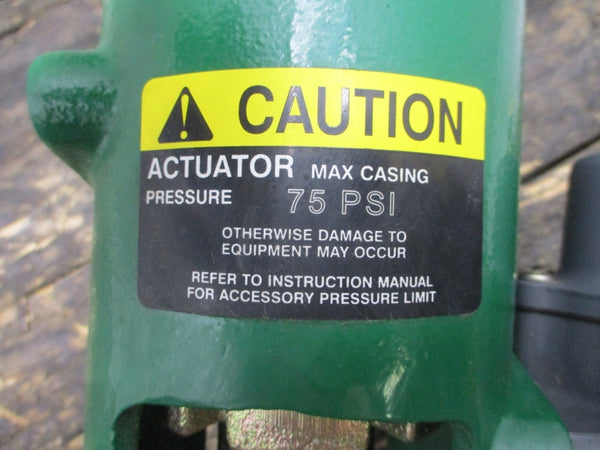 CAUTION
ACTUATOR MAX CASING
PRESSURE 75 PSI
OTHERWISE DAMAGE TO
EQUIPMENT MAY OCCUR
REFER TO INSTRUCTION MANUAL
FOR ACCESSORY PRESSURE LIMIT